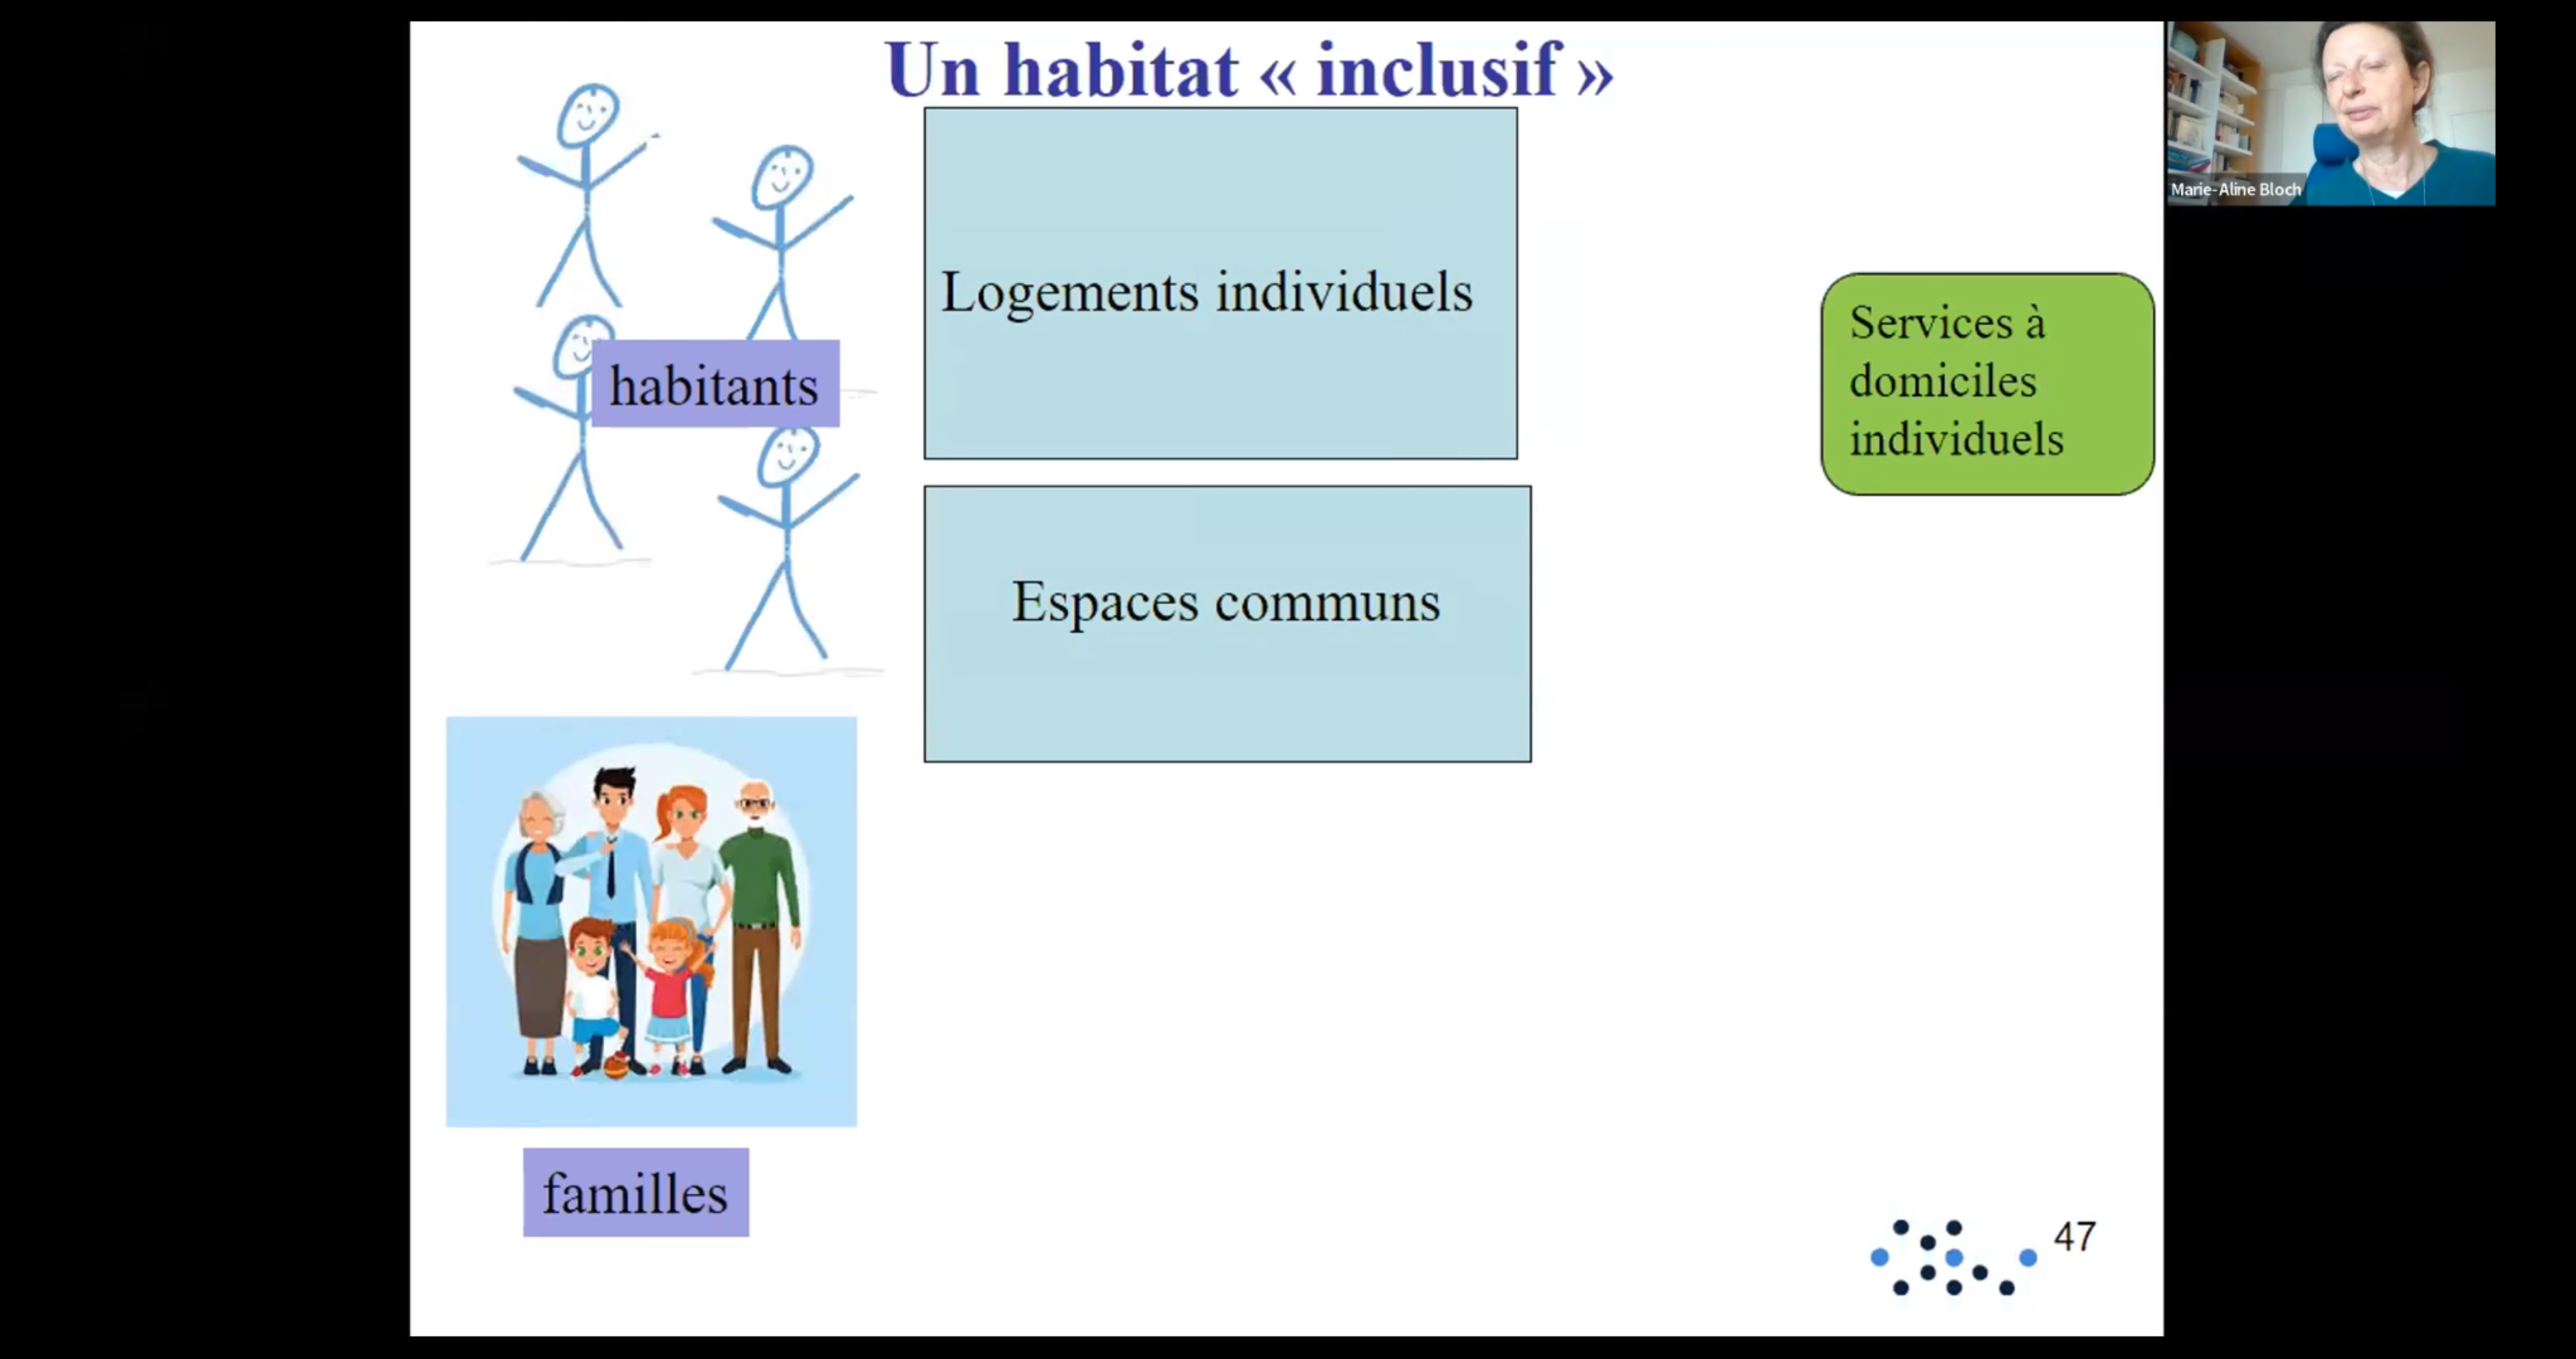 Un habitat « inclusif »
Marie-Aline Bloch
Logements individuels
Services à
domiciles
individuels
habitants
Espaces communs
familles
47